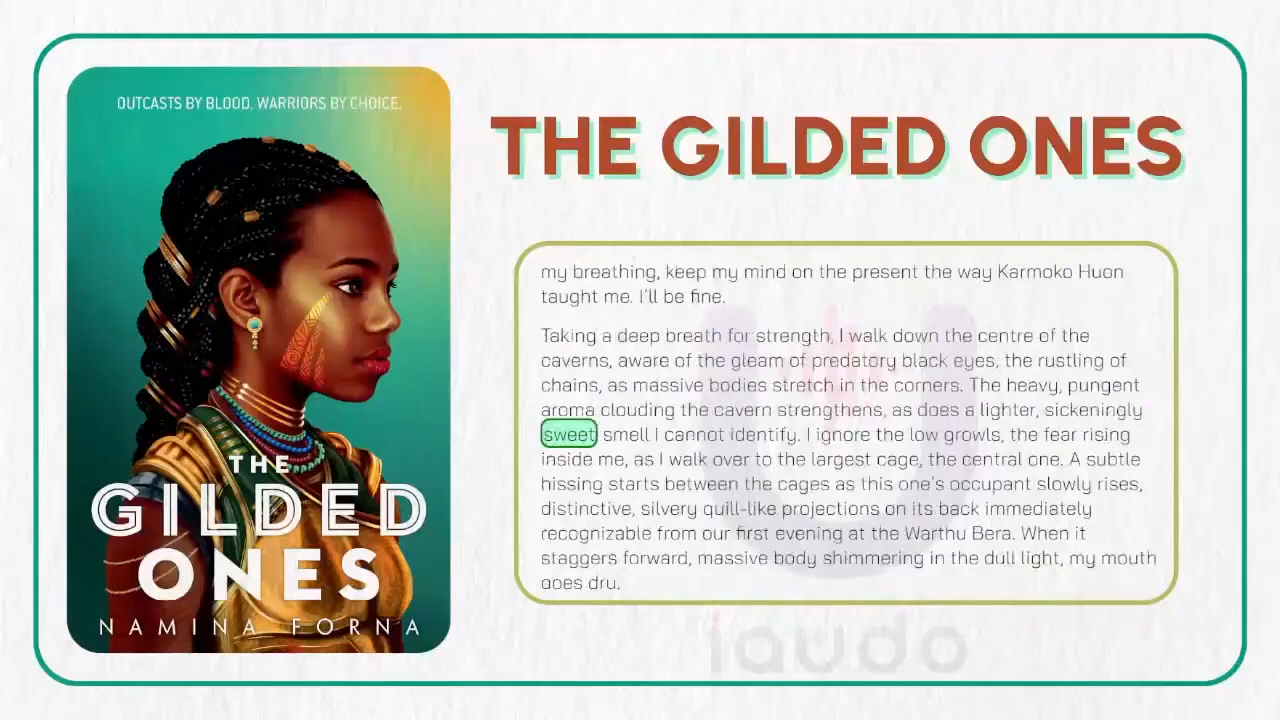 OUTCASTS BY BLOOD. WARRIORS BY CHOICE.
THE
GILDED
ONES
NAMINA FORNA
THE GILDED ONES
my breathing, keep my mind on the present the way Karmoko Huon
taught me. I'll be fine.
Taking a deep breath for strength, I walk down the centre of the
caverns, aware of the gleam of predatory black eyes, the rustling of
chains, as massive bodies stretch in the corners. The heavy, pungent
aroma clouding the cavern strengthens, as does a lighter, sickeningly
sweet smell I cannot identify. I ignore the low growls, the fear rising
inside me, as I walk over to the largest cage, the central one. A subtle
hissing starts between the cages as this one's occupant slowly rises,
distinctive, silvery quill-like projections on its back immediately
recognizable from our first evening at the Warthu Bera. When it
staggers forward, massive body shimmering in the dull light, my mouth
goes dry.
iaudo